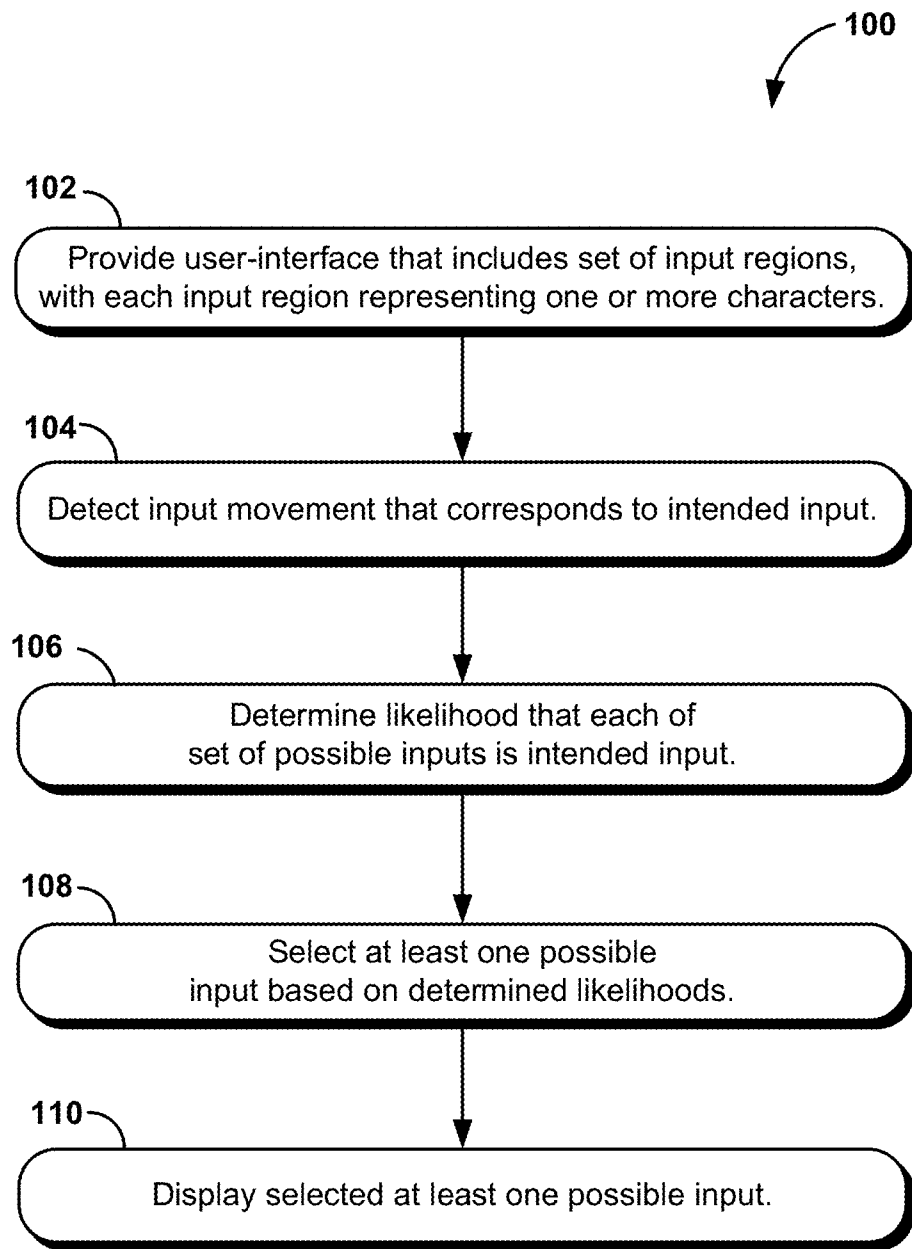 100
102
Provide user-interface that includes set of input regions,
with each input region representing one or more characters.
104
Detect input movement that corresponds to intended input.
106
Determine likelihood that each of
set of possible inputs is intended input.
108
Select at least one possible
input based on determined likelihoods.
110
Display selected at least one possible input.